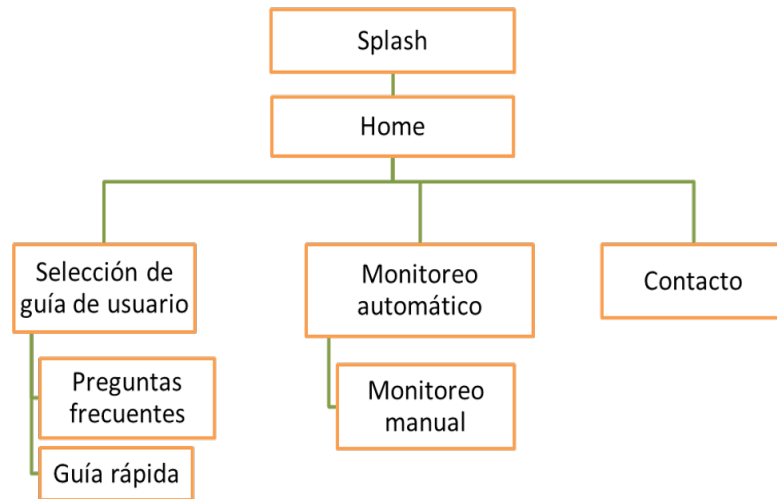 Splash
Home
Selección de
guía de usuario
Monitoreo
automático
Contacto
Preguntas
frecuentes
Monitoreo
manual
Guía rápida